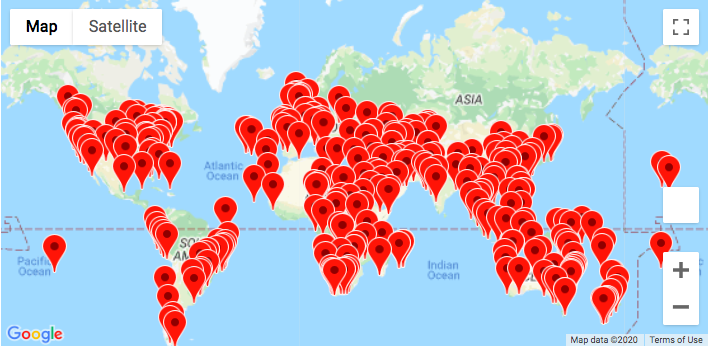 Map
Satellite
ASIA
Atlantic
Ocean
SO
AM
Pacific
Ocean
Indian
Ocean
Google
Map data ©2020
Terms of Use